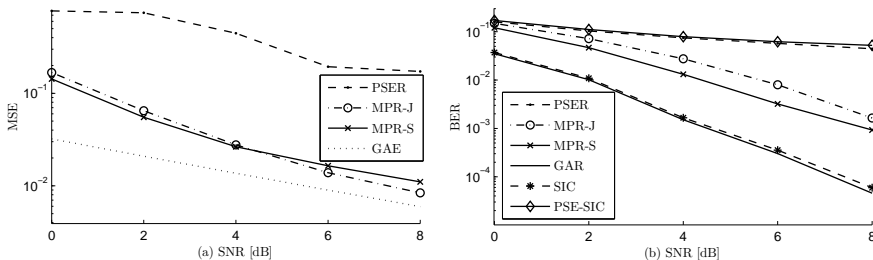 MSE
10⁻¹
10⁻²
0
2
4
6
8
PSER
MPR-J
MPR-S
GAE
(a) SNR [dB]
BER
10⁻¹
10⁻²
10⁻³
10⁻⁴
0
2
4
6
8
PSER
MPR-J
MPR-S
GAR
SIC
PSE-SIC
(b) SNR [dB]